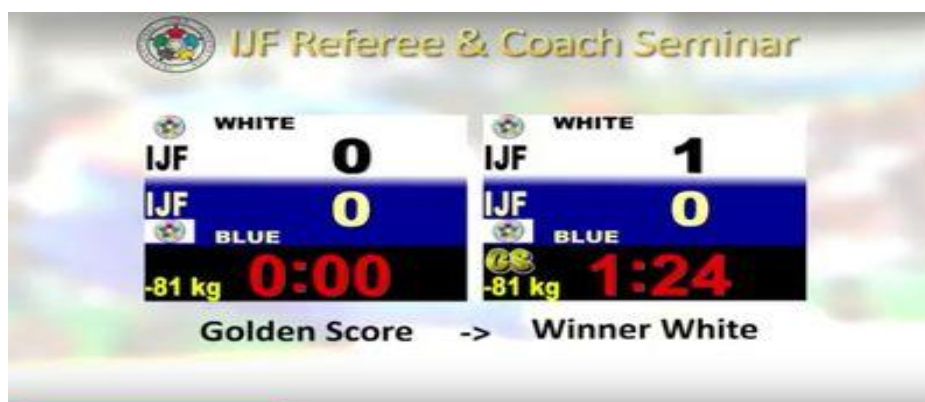 IJF Referee & Coach Seminar
WHITE
IJF 0
IJF 0
BLUE
-81 kg 0:00
WHITE
IJF 1
IJF 0
BLUE
GS
-81 kg 1:24
Golden Score -> Winner White